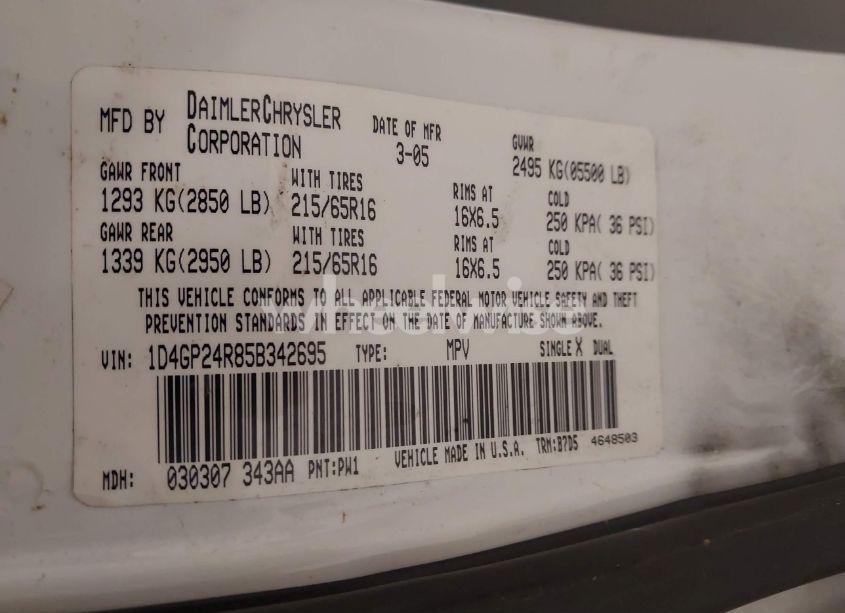 MFD BY DAIMLERCHRYSLER CORPORATION DATE OF MFR 3-05 GVWR 2495 KG(05500 LB)
GAWR FRONT WITH TIRES RIMS AT COLD
1293 KG(2850 LB) 215/65R16 16X6.5 250 KPA( 36 PSI)
GAWR REAR WITH TIRES RIMS AT COLD
1339 KG(2950 LB) 215/65R16 16X6.5 250 KPA( 36 PSI)
THIS VEHICLE CONFORMS TO ALL APPLICABLE FEDERAL MOTOR VEHICLE SAFETY AND THEFT
PREVENTION STANDARDS IN EFFECT ON THE DATE OF MANUFACTURE SHOWN ABOVE.
VIN: 1D4GP24R85B342695 TYPE: MPV SINGLE X DUAL
MDH: 030307 343AA PNT:PW1 VEHICLE MADE IN U.S.A. TRM:B7D5 4648503